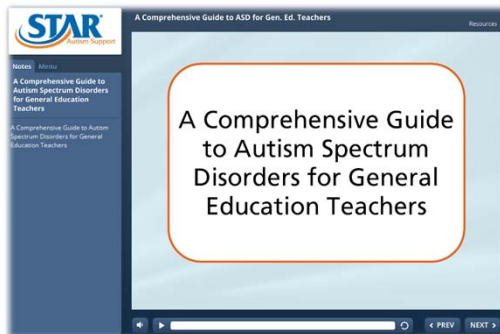 STAR
Autism Support
A Comprehensive Guide to ASD for Gen. Ed. Teachers
Resources
Notes Menu
A Comprehensive Guide to
Autism Spectrum Disorders
for General Education
Teachers
A Comprehensive Guide to Autism
Spectrum Disorders for General
Education Teachers
A Comprehensive Guide
to Autism Spectrum
Disorders for General
Education Teachers
PREV NEXT